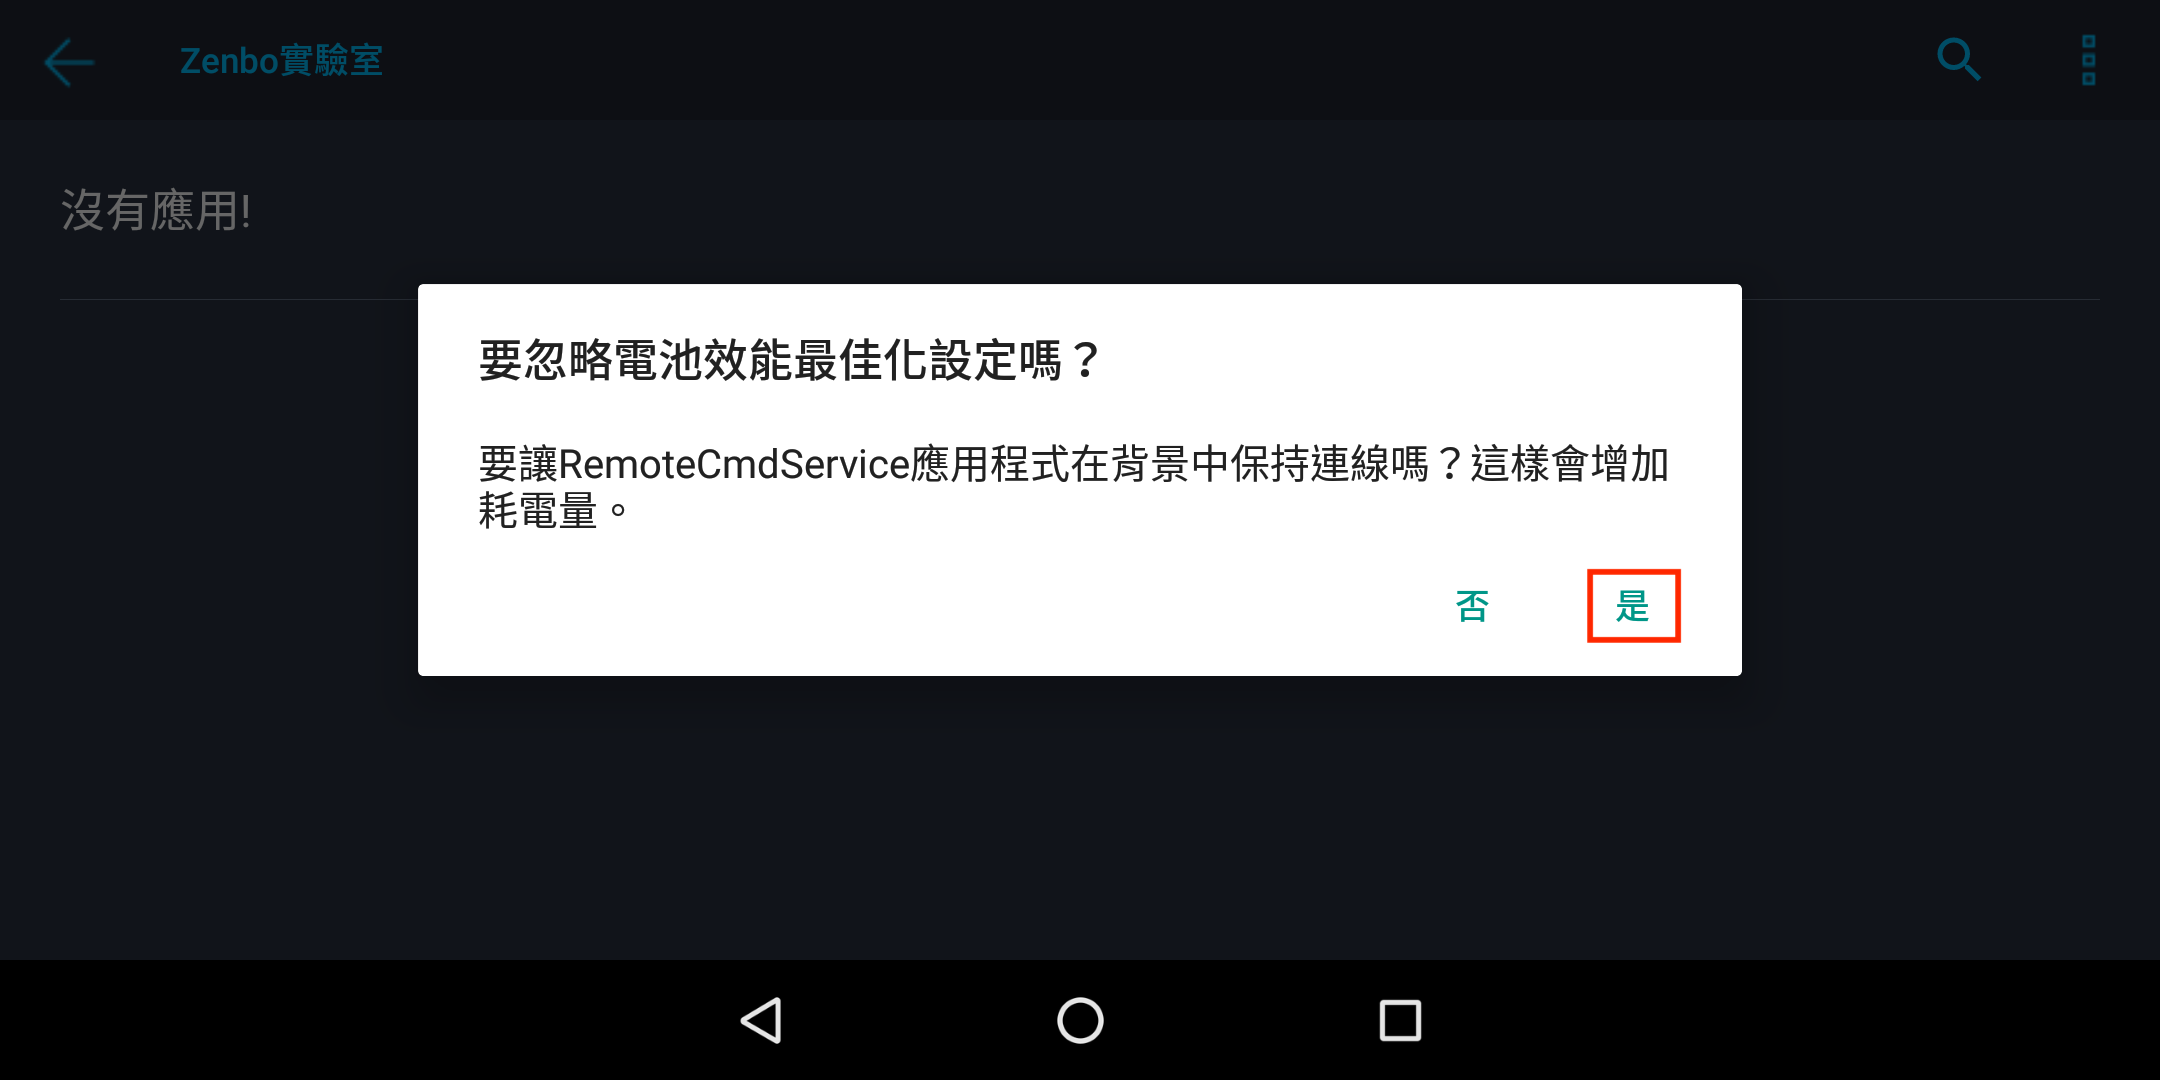 Zenbo實驗室
沒有應用!
要忽略電池效能最佳化設定嗎？
要讓RemoteCmdService應用程式在背景中保持連線嗎？這樣會增加
耗電量。
否
是